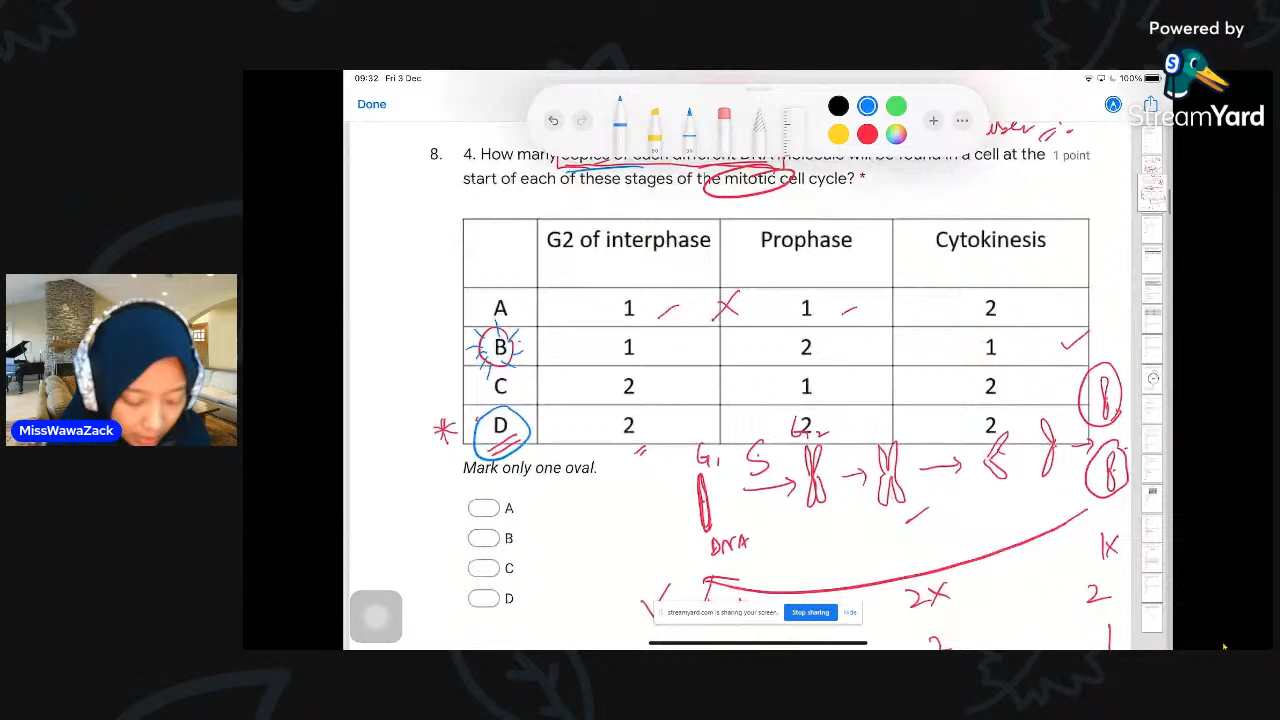 Powered by
S
StreamYard
09:32 Fri 3 Dec
100%
Done
user
8. 4. How many copies of each different DNA molecule will be found in a cell at the 1 point
start of each of these stages of the mitotic cell cycle? *
G2 of interphase Prophase Cytokinesis
A 1 1 2
B 1 2 1
C 2 1 2
D 2 2 2
G2
G1 S
Mark only one oval.
A
DNA
B
1x
C
2x 2
D
streamyard.com is sharing your screen. Stop sharing Hide
2 1
MissWawaZack